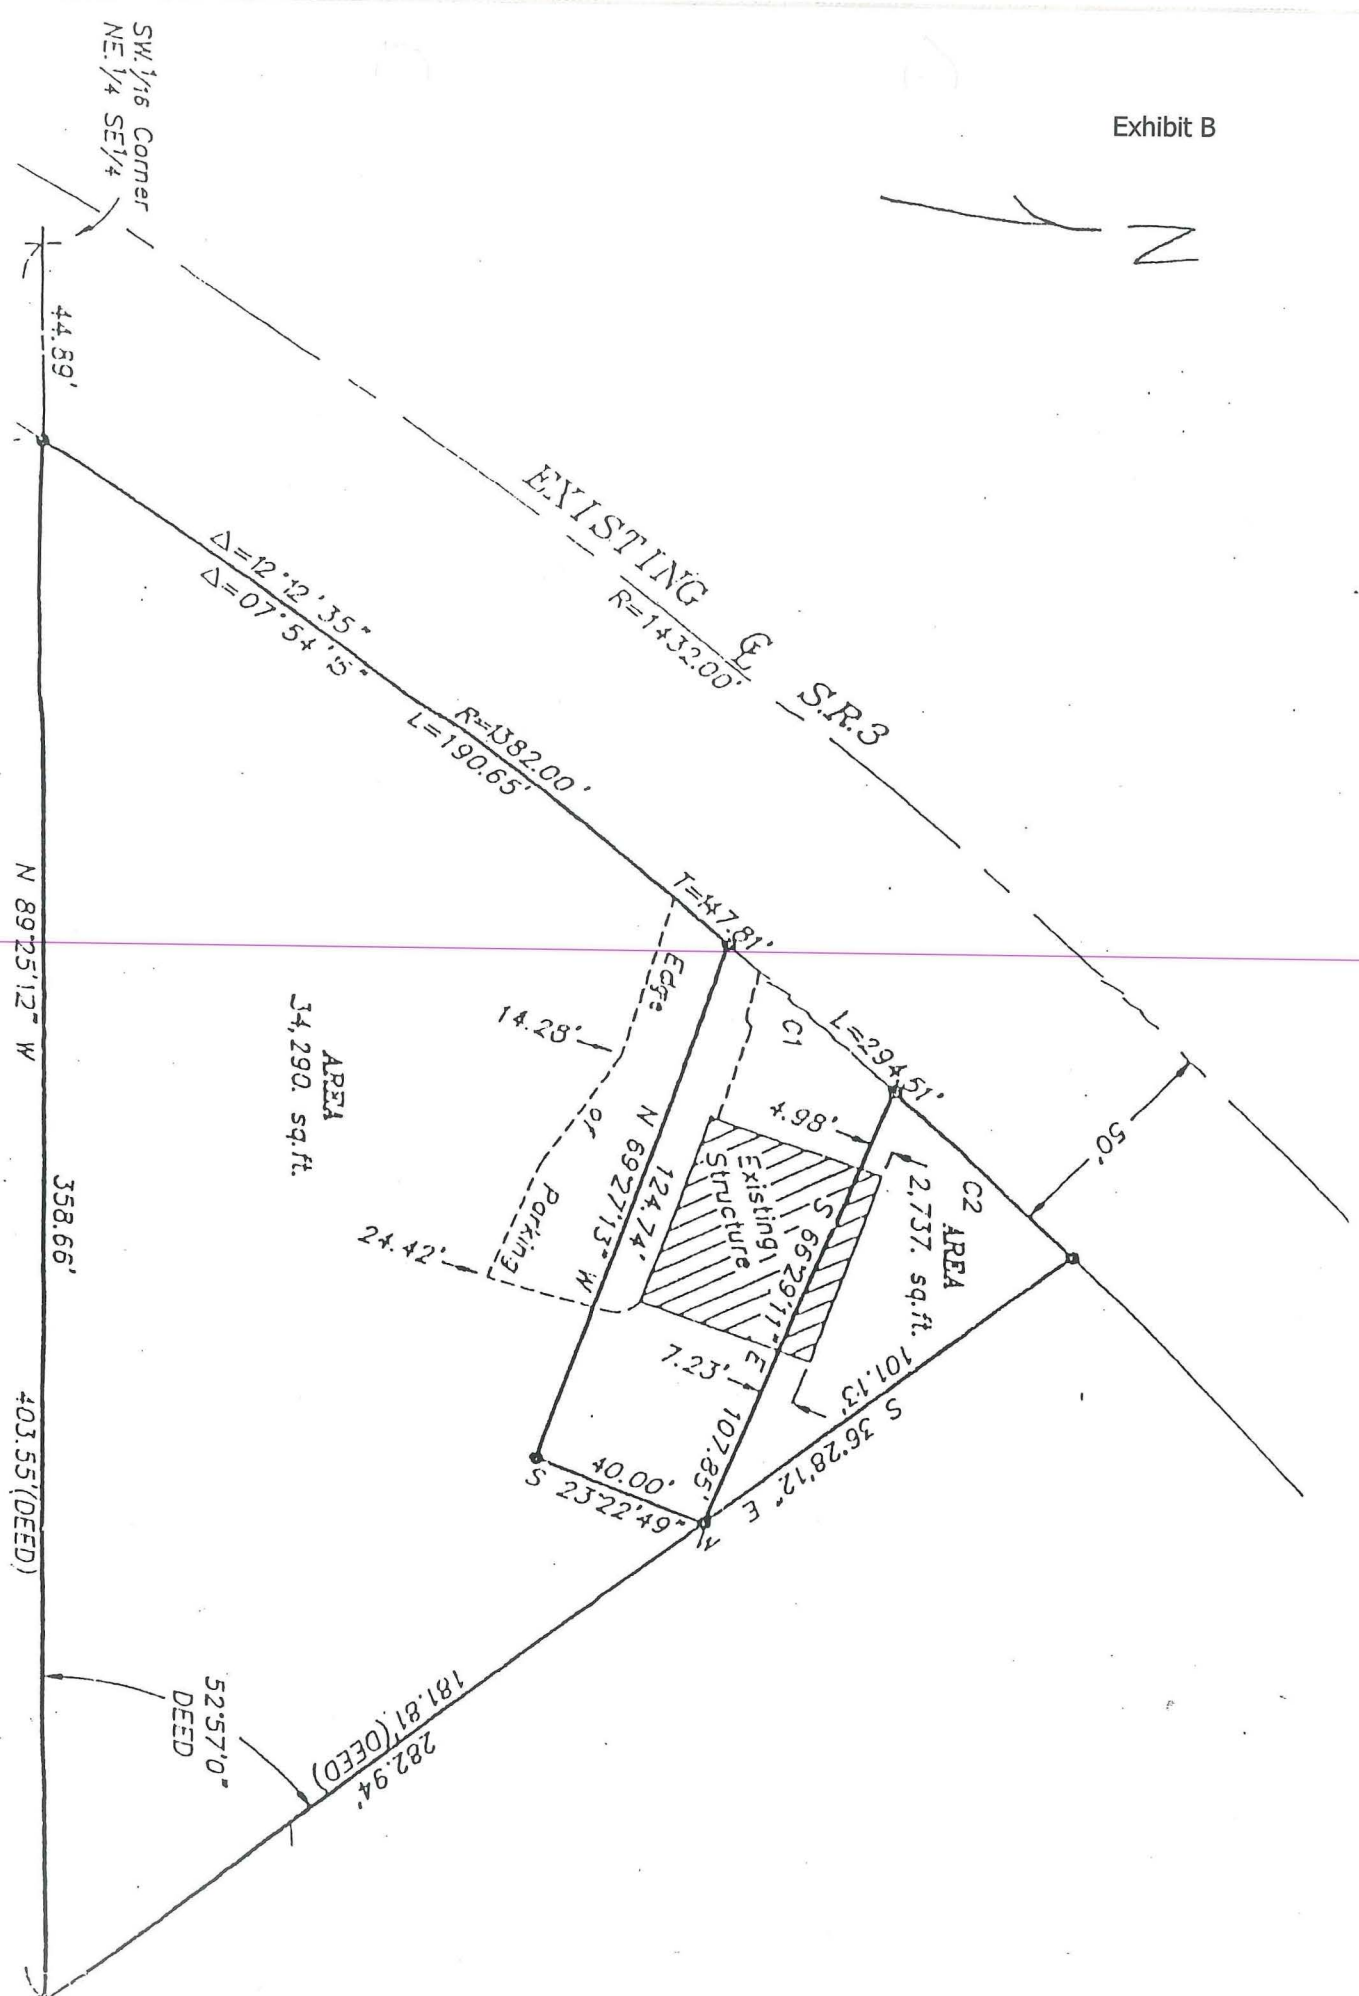 Exhibit B
N
SW. 1/16 Corner
NE. 1/4 SE1/4
44.89'
EXISTING ℄ S.R.3
R=1432.00'
Δ=12°12'35"
Δ=07°54'15"
R=1382.00'
L=190.65'
T=147.81'
L=294.51'
C1
C2
50'
AREA
2,737. sq.ft.
4.98'
Existing
Structure
S 66°29'11" E 107.85'
7.23'
101.13'
S 36°28'12" E
Edge of Parking
14.28'
24.42'
N 69°27'13" W
124.74'
40.00'
S 23°22'49" W
AREA
34,290. sq.ft.
N 89°25'12" W
358.66'
403.55'(DEED)
181.81'(DEED)
282.94'
52°57'0"
DEED